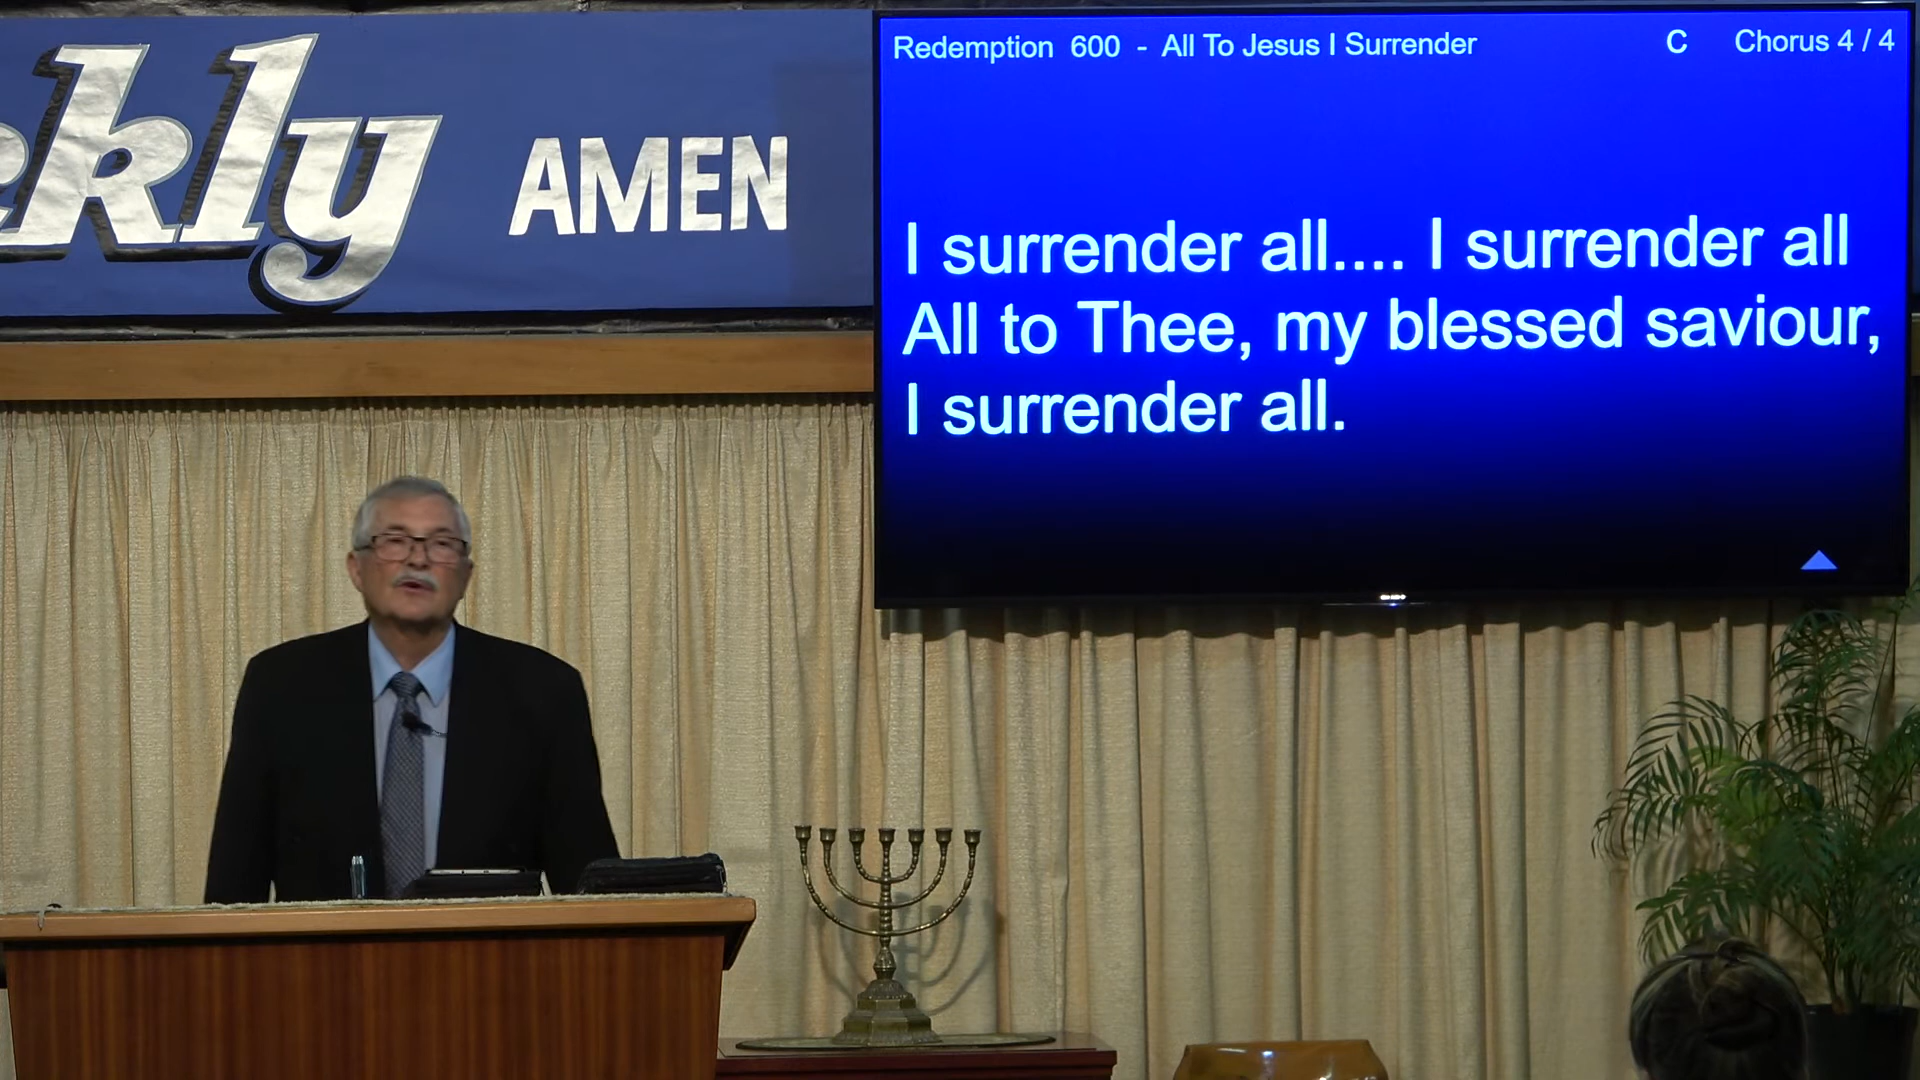 kly AMEN
Redemption 600 - All To Jesus I Surrender C Chorus 4 / 4
I surrender all.... I surrender all
All to Thee, my blessed saviour,
I surrender all.